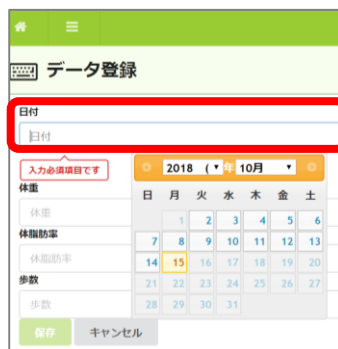 データ登録
日付
日付
入力必須項目です
2018 ( 年 10月
日 月 火 水 木 金 土
1 2 3 4 5 6
7 8 9 10 11 12 13
14 15 16 17 18 19 20
21 22 23 24 25 26 27
28 29 30 31
体重
体重
体脂肪率
体脂肪率
歩数
歩数
保存 キャンセル